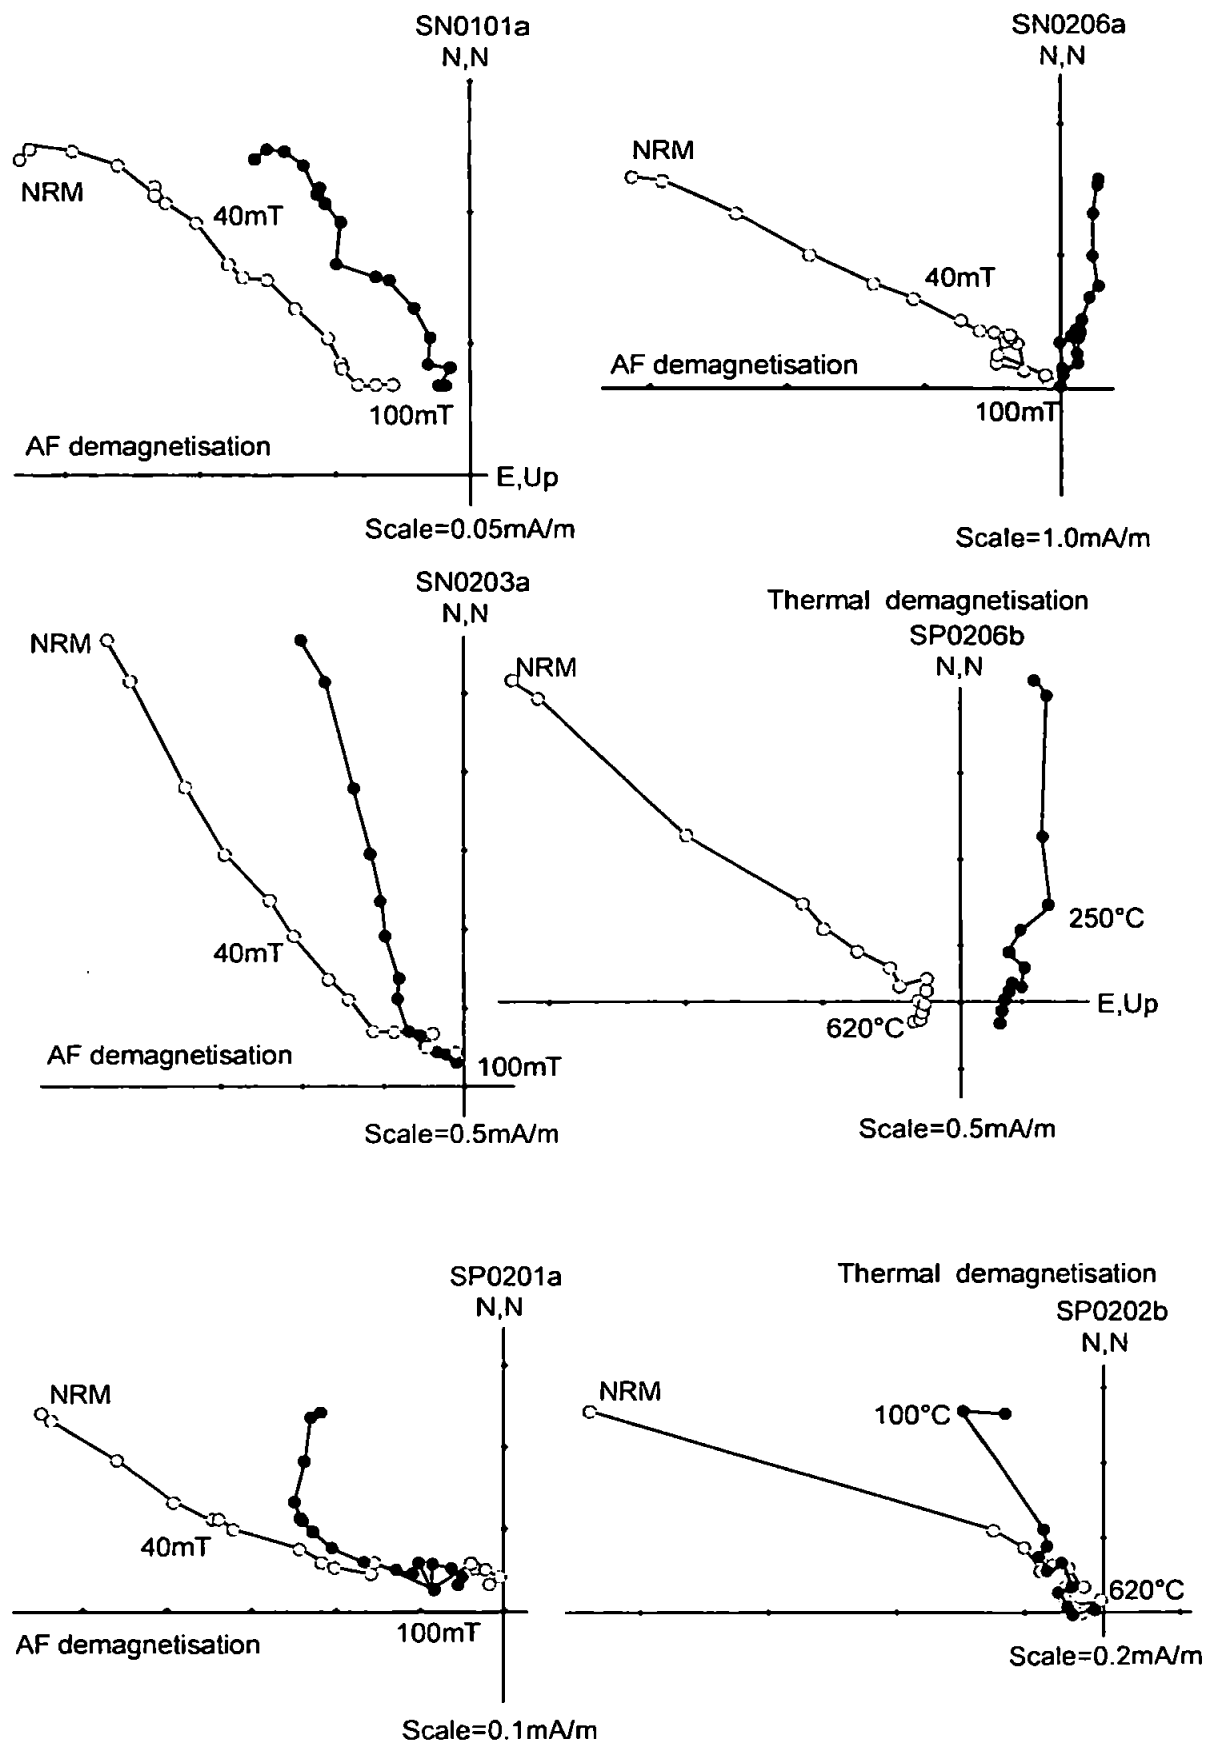 SN0101a
N,N
NRM
40mT
100mT
AF demagnetisation
E,Up
Scale=0.05mA/m
SN0206a
N,N
NRM
40mT
AF demagnetisation
100mT
Scale=1.0mA/m
SN0203a
N,N
NRM
40mT
AF demagnetisation
100mT
Scale=0.5mA/m
Thermal demagnetisation
SP0206b
N,N
NRM
250°C
E,Up
620°C
Scale=0.5mA/m
SP0201a
N,N
NRM
40mT
100mT
AF demagnetisation
Scale=0.1mA/m
Thermal demagnetisation
SP0202b
N,N
NRM
100°C
620°C
Scale=0.2mA/m